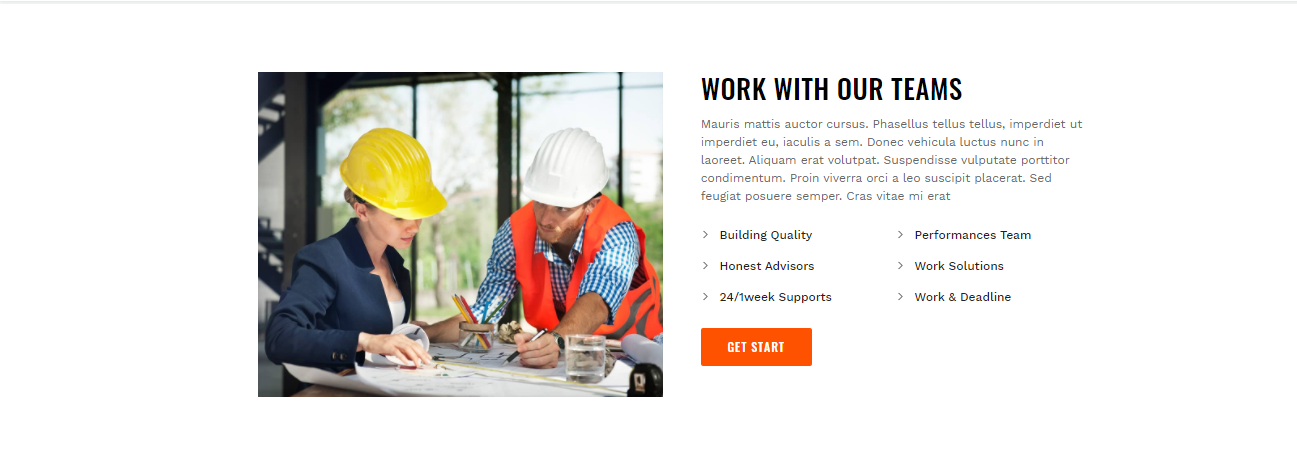 WORK WITH OUR TEAMS
Mauris mattis auctor cursus. Phasellus tellus tellus, imperdiet ut
imperdiet eu, iaculis a sem. Donec vehicula luctus nunc in
laoreet. Aliquam erat volutpat. Suspendisse vulputate porttitor
condimentum. Proin viverra orci a leo suscipit placerat. Sed
feugiat posuere semper. Cras vitae mi erat
Building Quality
Performances Team
Honest Advisors
Work Solutions
24/1week Supports
Work & Deadline
GET START